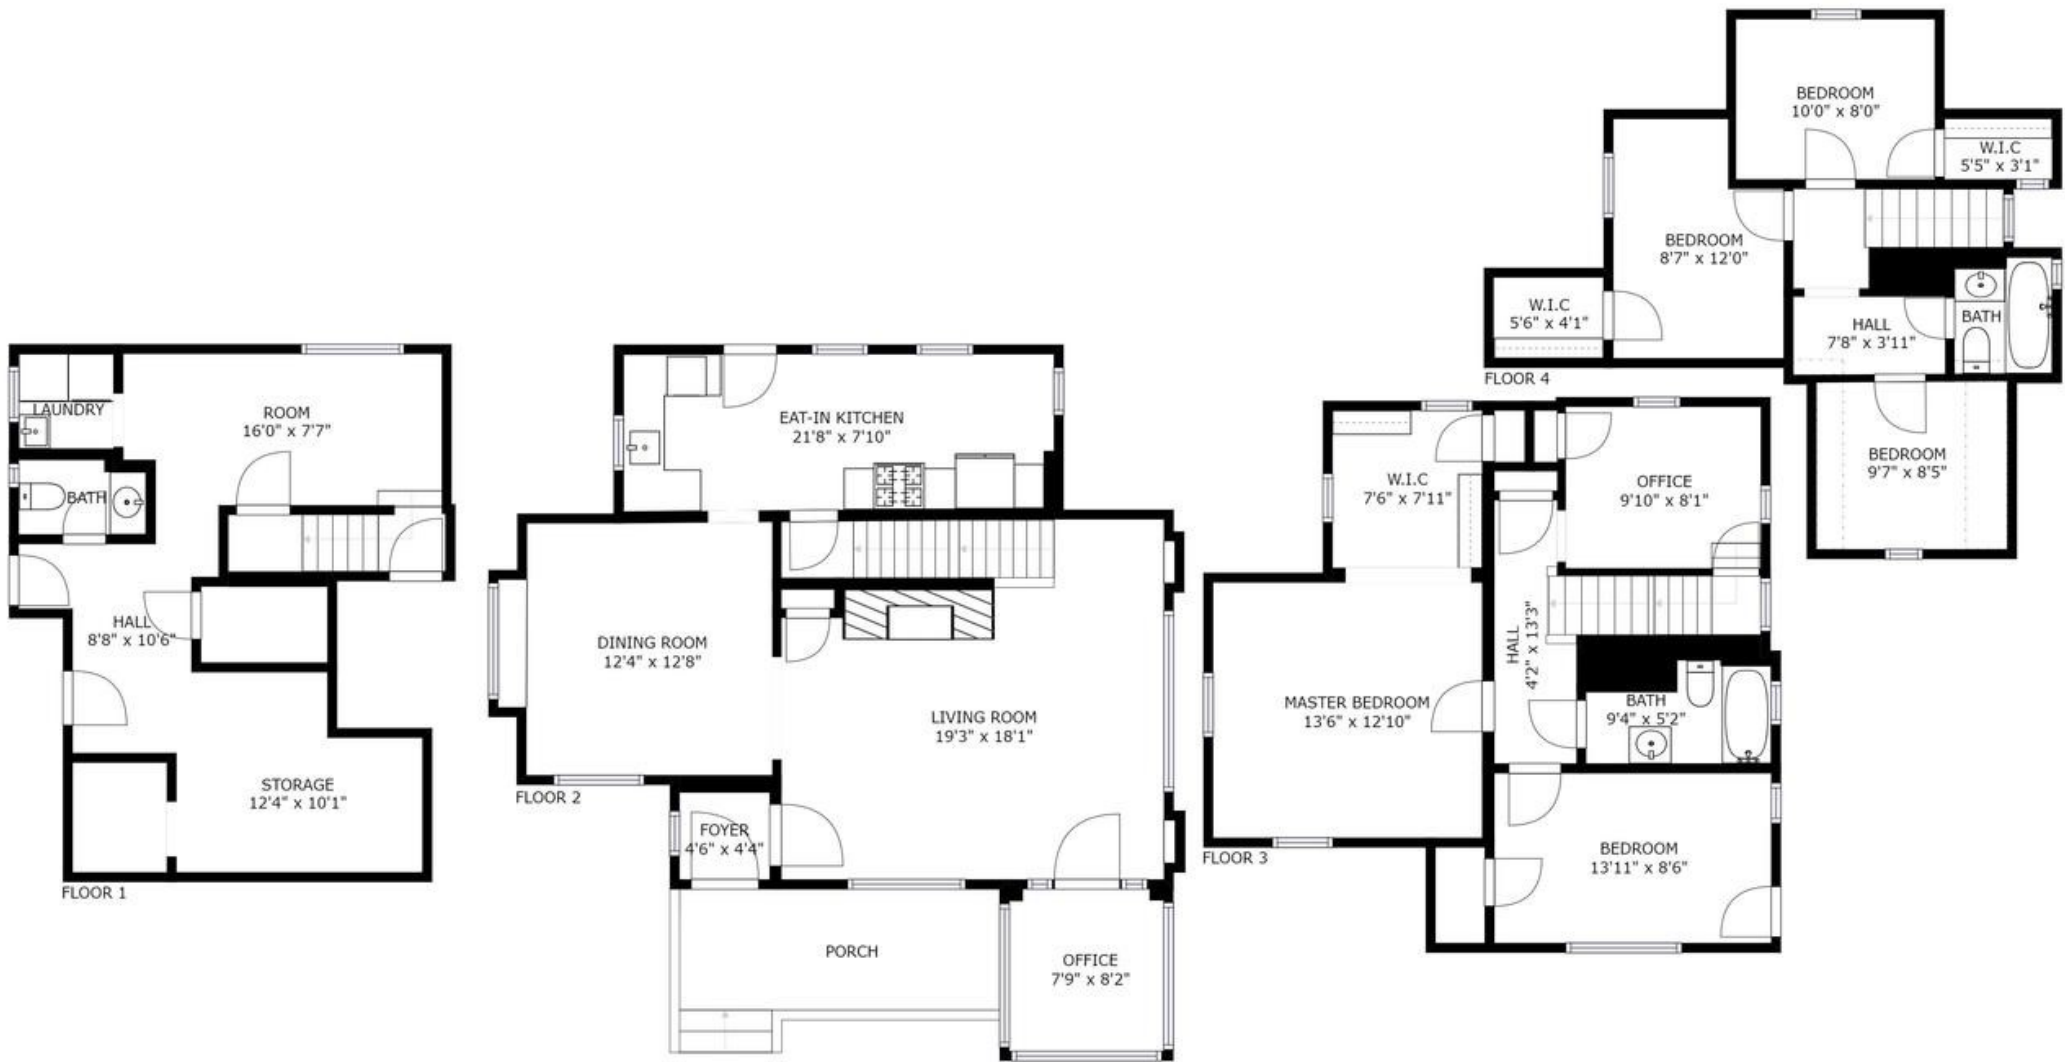 LAUNDRY
ROOM
16'0" x 7'7"
BATH
HALL
8'8" x 10'6"
STORAGE
12'4" x 10'1"
FLOOR 1
EAT-IN KITCHEN
21'8" x 7'10"
DINING ROOM
12'4" x 12'8"
LIVING ROOM
19'3" x 18'1"
FLOOR 2
FOYER
4'6" x 4'4"
PORCH
OFFICE
7'9" x 8'2"
W.I.C
7'6" x 7'11"
OFFICE
9'10" x 8'1"
HALL
4'2" x 13'3"
MASTER BEDROOM
13'6" x 12'10"
BATH
9'4" x 5'2"
FLOOR 3
BEDROOM
13'11" x 8'6"
BEDROOM
10'0" x 8'0"
W.I.C
5'5" x 3'1"
BEDROOM
8'7" x 12'0"
W.I.C
5'6" x 4'1"
HALL
7'8" x 3'11"
BATH
FLOOR 4
BEDROOM
9'7" x 8'5"